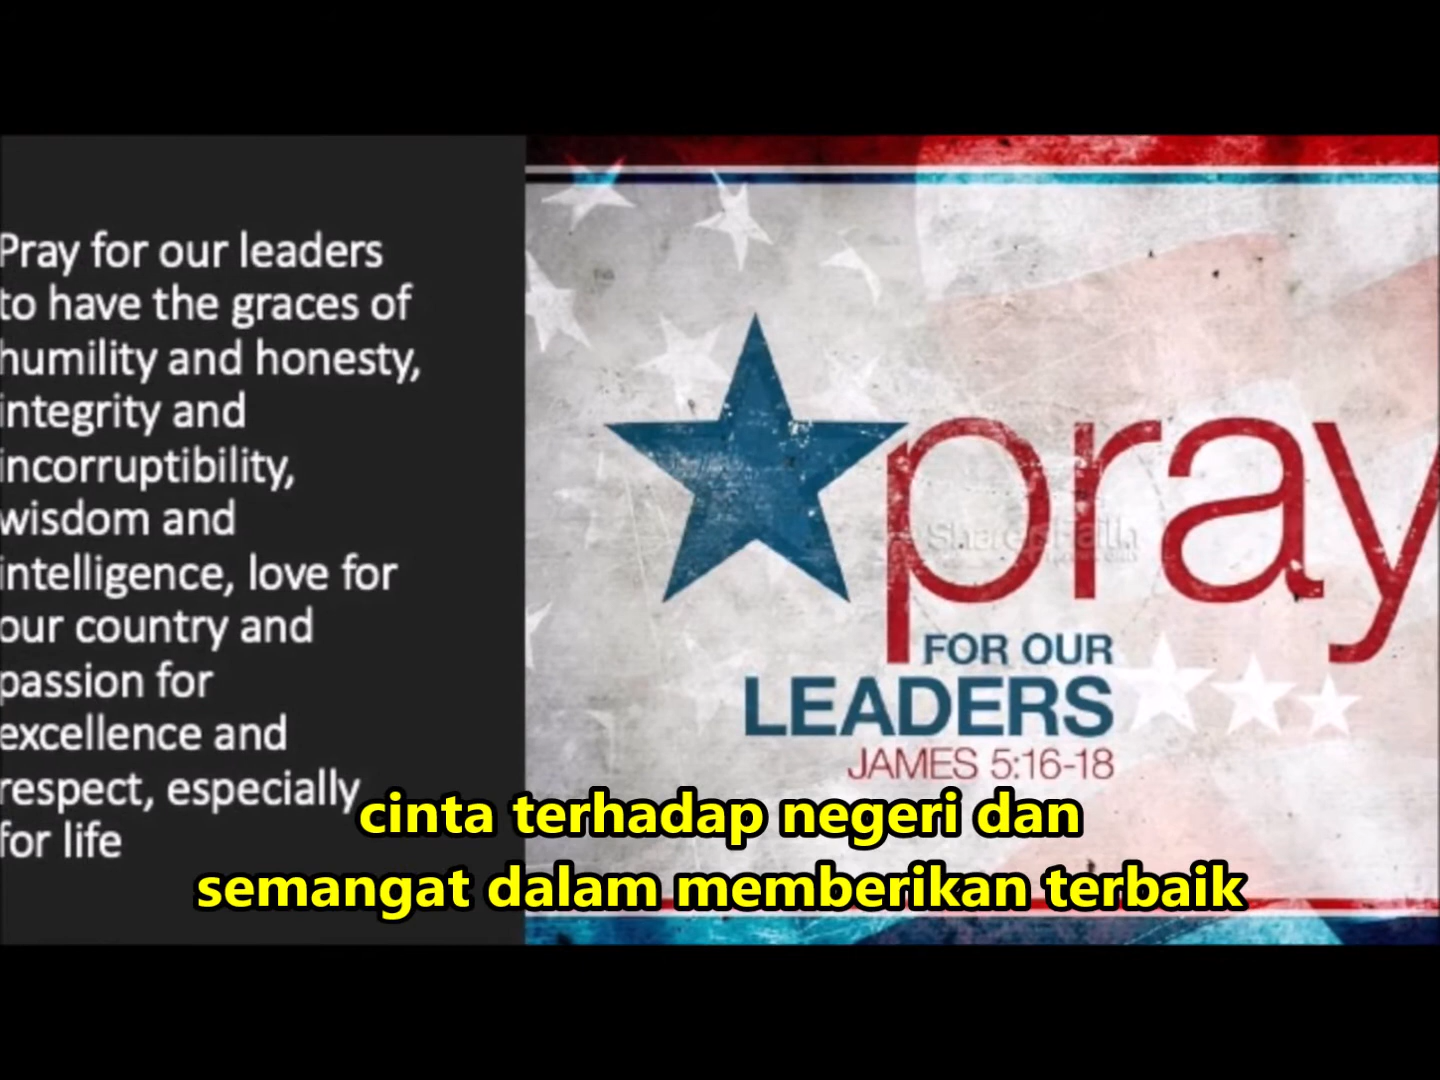 Pray for our leaders
to have the graces of
humility and honesty,
integrity and
incorruptibility,
wisdom and
intelligence, love for
our country and
passion for
excellence and
respect, especially
for life
pray
FOR OUR
LEADERS
JAMES 5:16-18
cinta terhadap negeri dan
semangat dalam memberikan terbaik